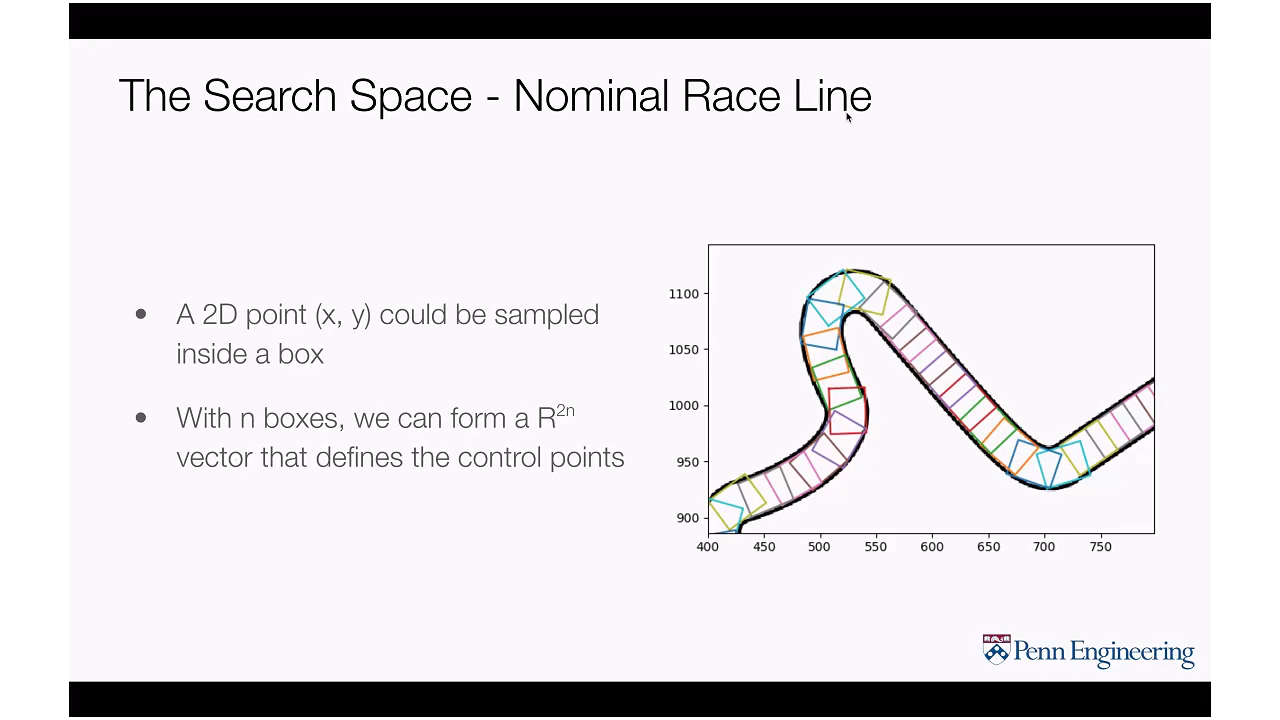 The Search Space - Nominal Race Line
• A 2D point (x, y) could be sampled
inside a box
• With n boxes, we can form a R²ⁿ
vector that defines the control points
1100
1050
1000
950
900
400 450 500 550 600 650 700 750
Penn Engineering